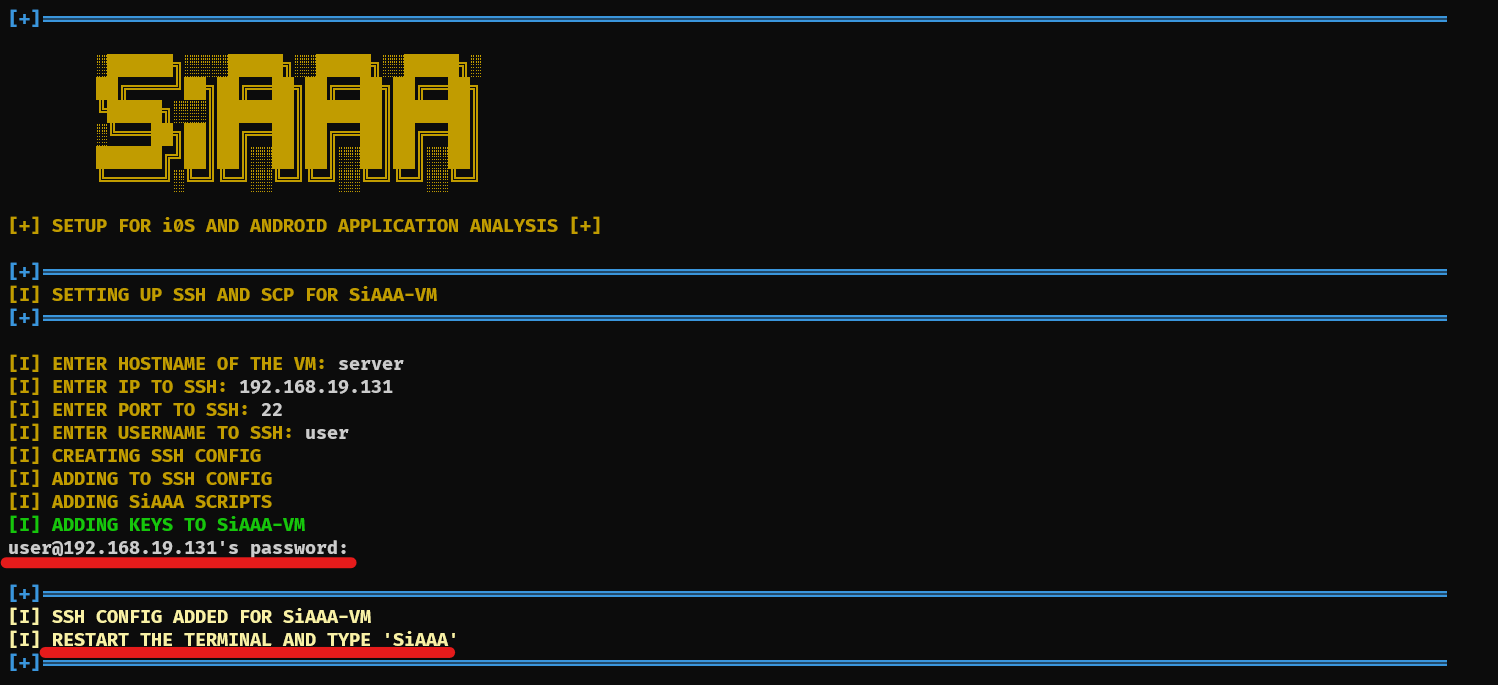 [+]
SiAAA
[+] SETUP FOR i0S AND ANDROID APPLICATION ANALYSIS [+]
[+]
[I] SETTING UP SSH AND SCP FOR SiAAA-VM
[+]
[I] ENTER HOSTNAME OF THE VM: server
[I] ENTER IP TO SSH: 192.168.19.131
[I] ENTER PORT TO SSH: 22
[I] ENTER USERNAME TO SSH: user
[I] CREATING SSH CONFIG
[I] ADDING TO SSH CONFIG
[I] ADDING SiAAA SCRIPTS
[I] ADDING KEYS TO SiAAA-VM
user@192.168.19.131's password:
[+]
[I] SSH CONFIG ADDED FOR SiAAA-VM
[I] RESTART THE TERMINAL AND TYPE 'SiAAA'
[+]